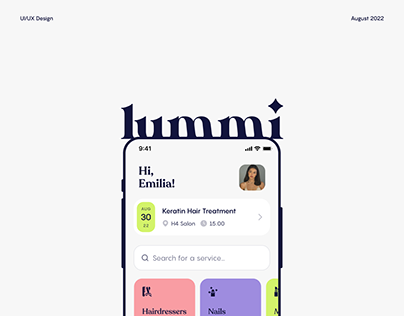 UI/UX Design
August 2022
lummi
9:41
Hi,
Emilia!
AUG
30
22
Keratin Hair Treatment
H4 Salon
15:00
Search for a service..
Hairdressers
Nails